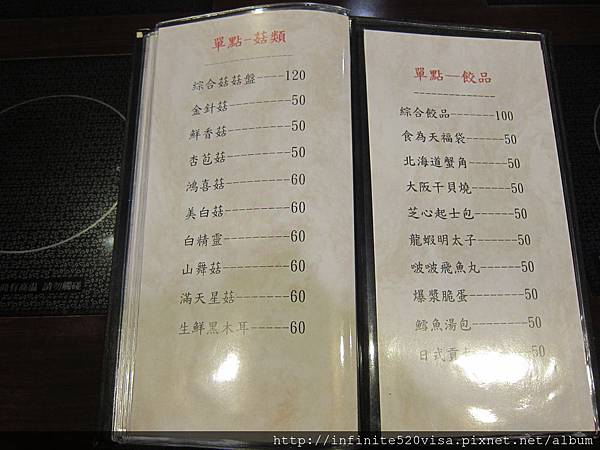 單點-菇類
綜合菇菇盤----120
金針菇----------50
鮮香菇----------50
杏苞菇----------50
鴻喜菇----------60
美白菇----------60
白精靈----------60
山舞菇----------60
滿天星菇--------60
生鮮黑木耳------60
單點—餃品
綜合餃品-------100
食為天福袋------50
北海道蟹角------50
大阪干貝燒------50
芝心起士包------50
龍蝦明太子------50
啵啵飛魚丸------50
爆漿脆蛋-------50
鱈魚湯包-------50
日式貢 50
請勿觸碰
http://infinite520visa.pixnet.net/album